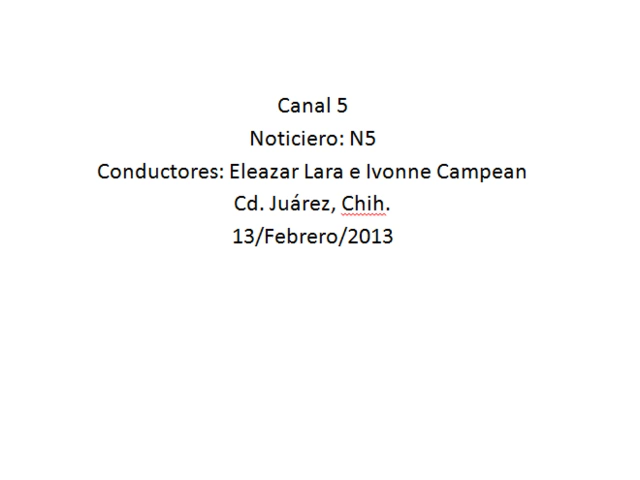 Canal 5
Noticiero: N5
Conductores: Eleazar Lara e Ivonne Campean
Cd. Juárez, Chih.
13/Febrero/2013